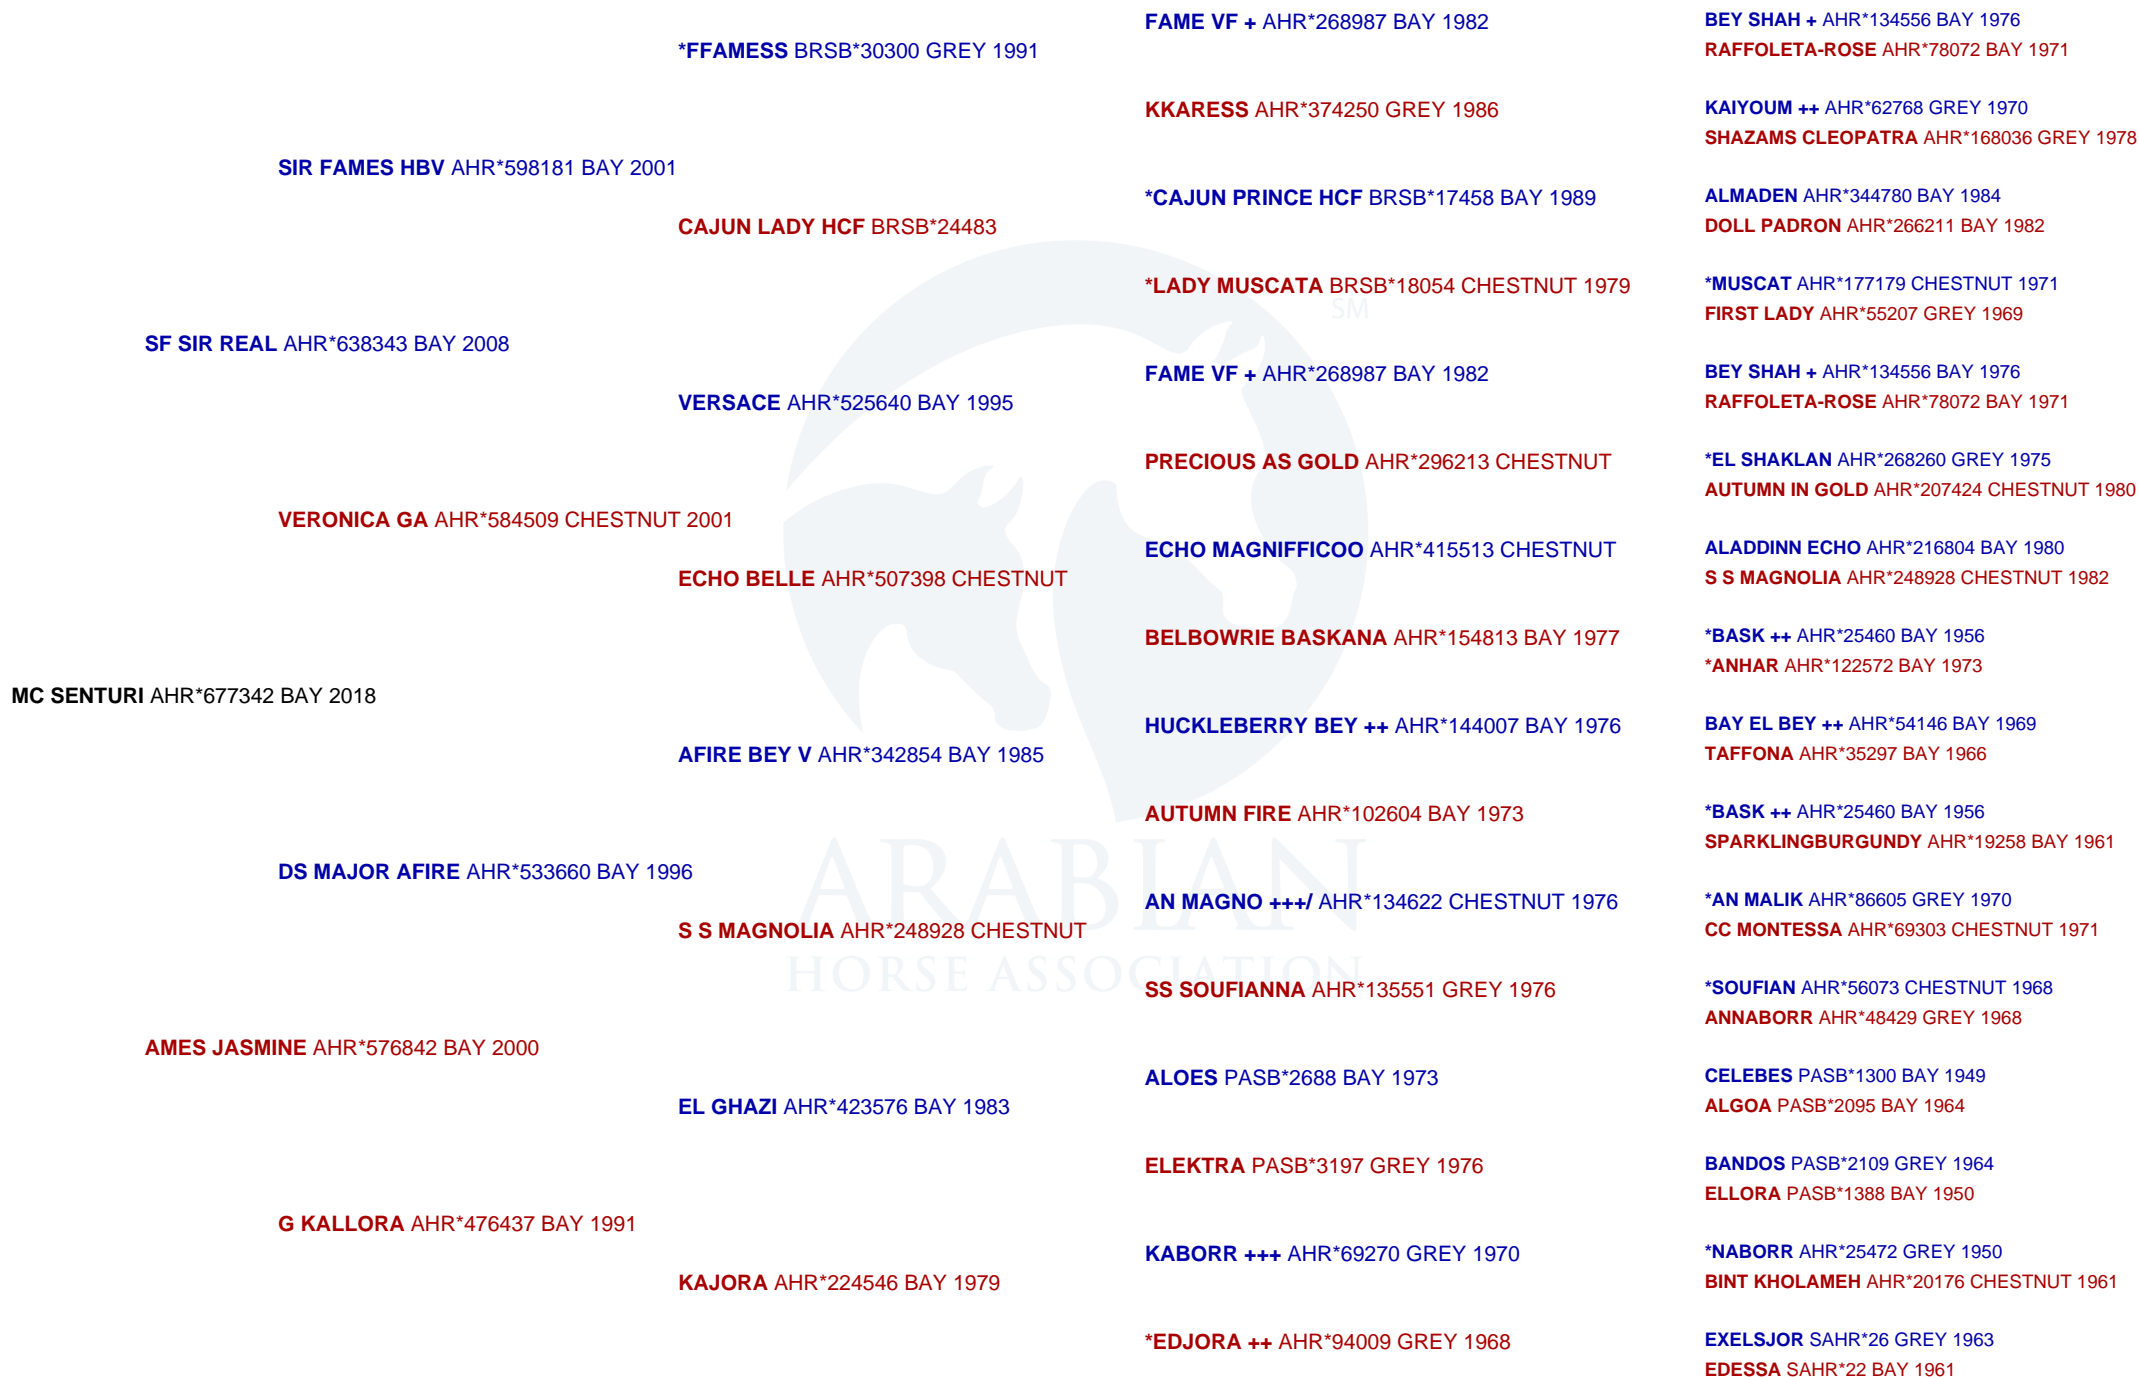 FAME VF + AHR*268987 BAY 1982
BEY SHAH + AHR*134556 BAY 1976
*FFAMESS BRSB*30300 GREY 1991
RAFFOLETA-ROSE AHR*78072 BAY 1971
KKARESS AHR*374250 GREY 1986
KAIYOUM ++ AHR*62768 GREY 1970
SHAZAMS CLEOPATRA AHR*168036 GREY 1978
SIR FAMES HBV AHR*598181 BAY 2001
*CAJUN PRINCE HCF BRSB*17458 BAY 1989
ALMADEN AHR*344780 BAY 1984
CAJUN LADY HCF BRSB*24483
DOLL PADRON AHR*266211 BAY 1982
*LADY MUSCATA BRSB*18054 CHESTNUT 1979
*MUSCAT AHR*177179 CHESTNUT 1971
SM
FIRST LADY AHR*55207 GREY 1969
SF SIR REAL AHR*638343 BAY 2008
FAME VF + AHR*268987 BAY 1982
BEY SHAH + AHR*134556 BAY 1976
VERSACE AHR*525640 BAY 1995
RAFFOLETA-ROSE AHR*78072 BAY 1971
PRECIOUS AS GOLD AHR*296213 CHESTNUT
*EL SHAKLAN AHR*268260 GREY 1975
AUTUMN IN GOLD AHR*207424 CHESTNUT 1980
VERONICA GA AHR*584509 CHESTNUT 2001
ECHO MAGNIFFICOO AHR*415513 CHESTNUT
ALADDINN ECHO AHR*216804 BAY 1980
ECHO BELLE AHR*507398 CHESTNUT
S S MAGNOLIA AHR*248928 CHESTNUT 1982
BELBOWRIE BASKANA AHR*154813 BAY 1977
*BASK ++ AHR*25460 BAY 1956
*ANHAR AHR*122572 BAY 1973
MC SENTURI AHR*677342 BAY 2018
HUCKLEBERRY BEY ++ AHR*144007 BAY 1976
BAY EL BEY ++ AHR*54146 BAY 1969
AFIRE BEY V AHR*342854 BAY 1985
TAFFONA AHR*35297 BAY 1966
AUTUMN FIRE AHR*102604 BAY 1973
*BASK ++ AHR*25460 BAY 1956
SPARKLINGBURGUNDY AHR*19258 BAY 1961
DS MAJOR AFIRE AHR*533660 BAY 1996
ARABIAN
AN MAGNO +++/ AHR*134622 CHESTNUT 1976
*AN MALIK AHR*86605 GREY 1970
S S MAGNOLIA AHR*248928 CHESTNUT
CC MONTESSA AHR*69303 CHESTNUT 1971
HORSE ASSOCIATION
SS SOUFIANNA AHR*135551 GREY 1976
*SOUFIAN AHR*56073 CHESTNUT 1968
ANNABORR AHR*48429 GREY 1968
AMES JASMINE AHR*576842 BAY 2000
ALOES PASB*2688 BAY 1973
CELEBES PASB*1300 BAY 1949
EL GHAZI AHR*423576 BAY 1983
ALGOA PASB*2095 BAY 1964
ELEKTRA PASB*3197 GREY 1976
BANDOS PASB*2109 GREY 1964
ELLORA PASB*1388 BAY 1950
G KALLORA AHR*476437 BAY 1991
KABORR +++ AHR*69270 GREY 1970
*NABORR AHR*25472 GREY 1950
KAJORA AHR*224546 BAY 1979
BINT KHOLAMEH AHR*20176 CHESTNUT 1961
*EDJORA ++ AHR*94009 GREY 1968
EXELSJOR SAHR*26 GREY 1963
EDESSA SAHR*22 BAY 1961